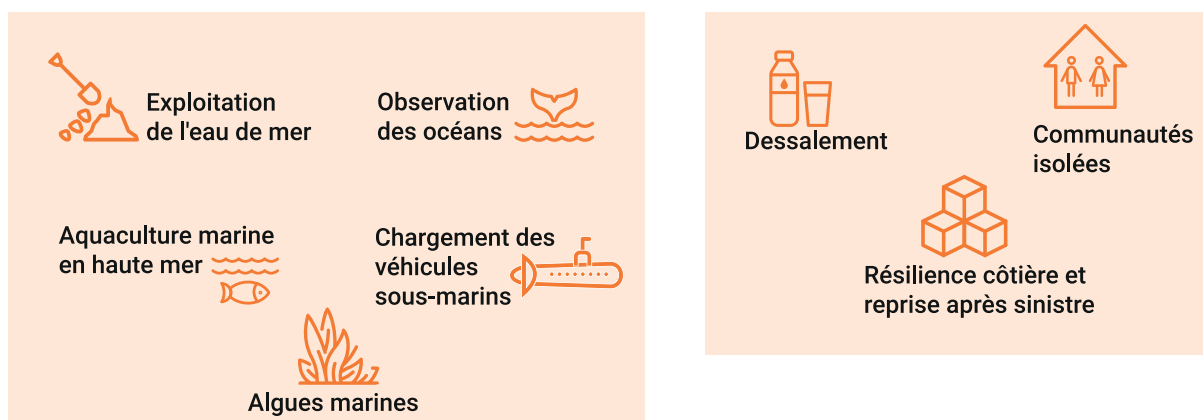 Exploitation
de l'eau de mer
Observation
des océans
Aquaculture marine
en haute mer
Chargement des
véhicules
sous-marins
Algues marines
Dessalement
Communautés
isolées
Résilience côtière et
reprise après sinistre